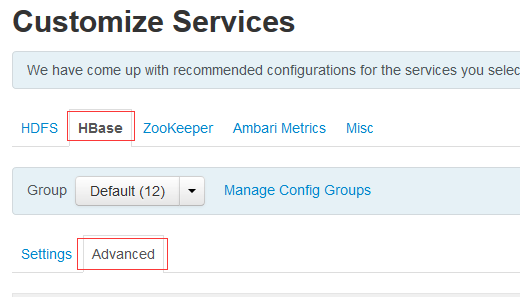 Customize Services
We have come up with recommended configurations for the services you selec
HDFS HBase ZooKeeper Ambari Metrics Misc
Group Default (12) Manage Config Groups
Settings Advanced